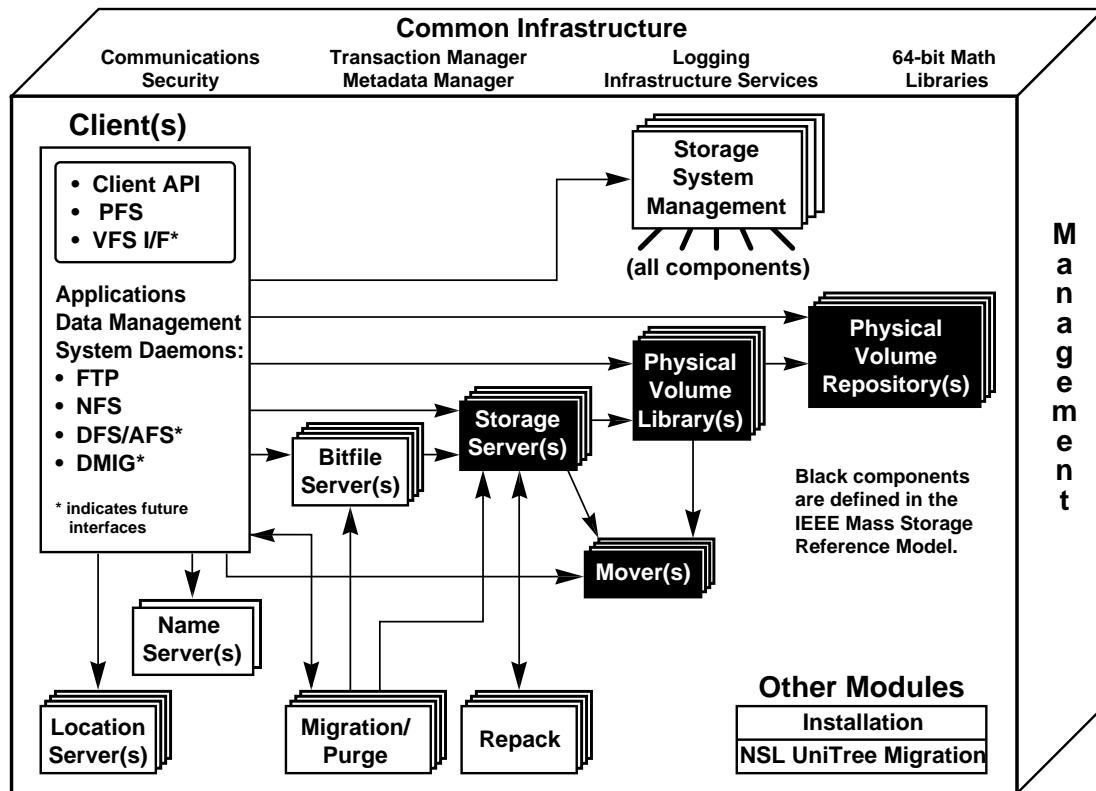 Common Infrastructure
Communications
Security
Transaction Manager
Metadata Manager
Logging
Infrastructure Services
64-bit Math
Libraries
Client(s)
• Client API
• PFS
• VFS I/F*
Applications
Data Management
System Daemons:
• FTP
• NFS
• DFS/AFS*
• DMIG*
* indicates future
interfaces
Storage
System
Management
(all components)
Physical
Volume
Repository(s)
Physical
Volume
Library(s)
Storage
Server(s)
Bitfile
Server(s)
Mover(s)
Black components
are defined in the
IEEE Mass Storage
Reference Model.
Name
Server(s)
Location
Server(s)
Migration/
Purge
Repack
Other Modules
Installation
NSL UniTree Migration
Management